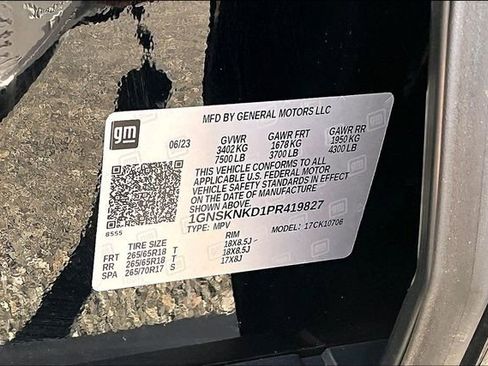 MFD BY GENERAL MOTORS LLC
gm
06/23 GVWR GAWR FRT GAWR RR
3402 KG 1678 KG 1950 KG
7500 LB 3700 LB 4300 LB
THIS VEHICLE CONFORMS TO ALL
APPLICABLE U.S. FEDERAL MOTOR
VEHICLE SAFETY STANDARDS IN EFFECT
ON THE DATE OF MANUFACTURE
SHOWN ABOVE.
1GNSKNKD1PR419827
8555 TYPE: MPV MODEL: 17CK10706
TIRE SIZE RIM
FRT 265/65R18 T 18X8.5J
RR 265/65R18 T 18X8.5J
SPA 265/70R17 S 17X8J